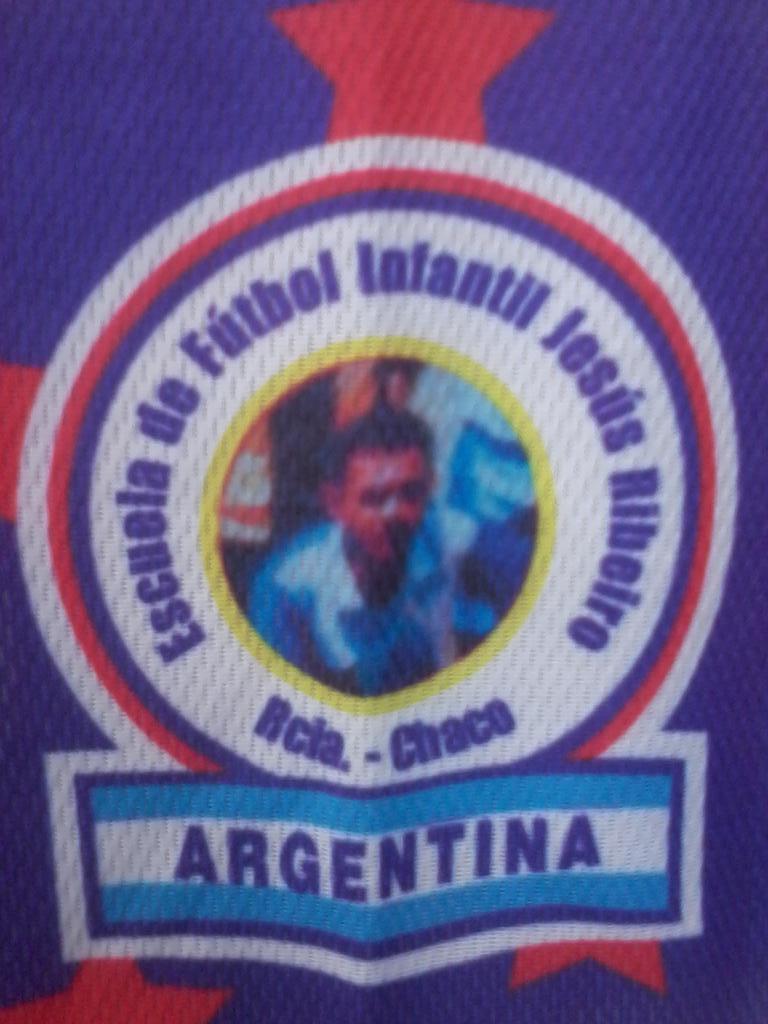 Escuela de Fútbol Infantil Jesús Ribeiro
Rcia. - Chaco
ARGENTINA